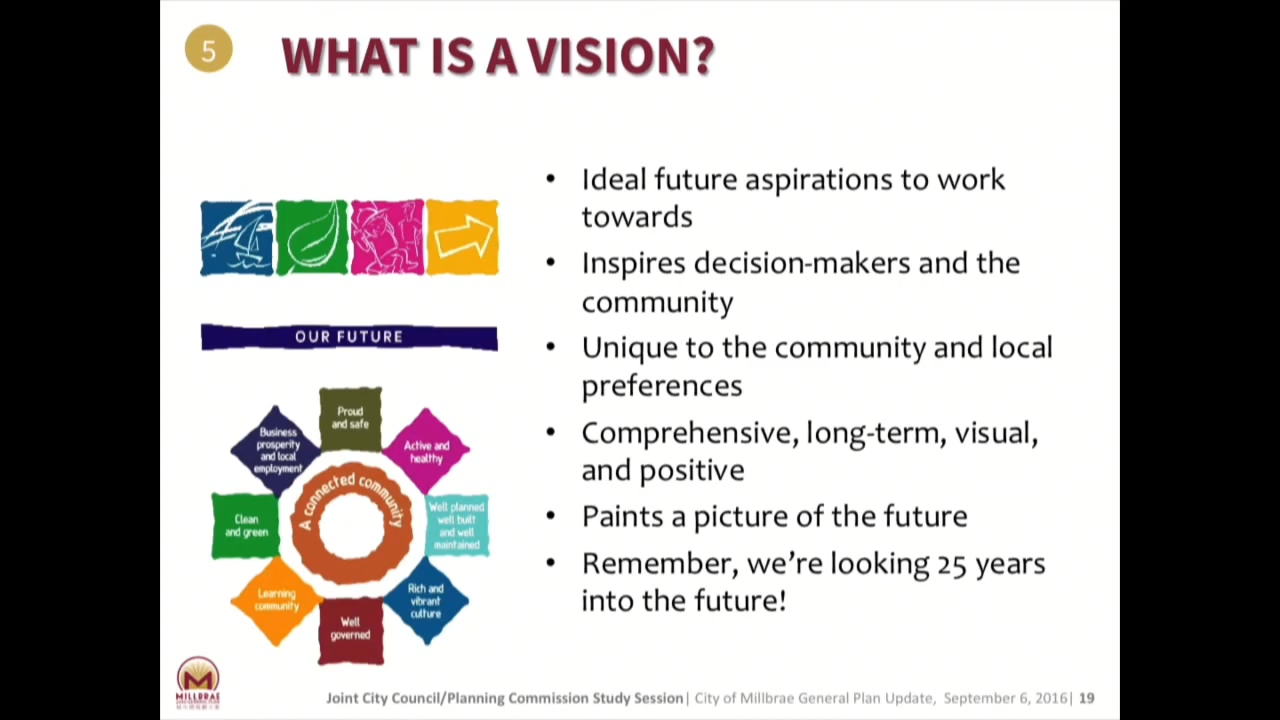 5
WHAT IS A VISION?
• Ideal future aspirations to work
towards
• Inspires decision-makers and the
community
• Unique to the community and local
preferences
• Comprehensive, long-term, visual,
and positive
• Paints a picture of the future
• Remember, we’re looking 25 years
into the future!
OUR FUTURE
A connected community
Proud
and safe
Active and
healthy
Well planned
well built
and well
maintained
Rich and
vibrant
culture
Well
governed
Learning
community
Clean
and green
Business
prosperity
and local
employment
M
MILLBRAE
Joint City Council/Planning Commission Study Session| City of Millbrae General Plan Update, September 6, 2016| 19